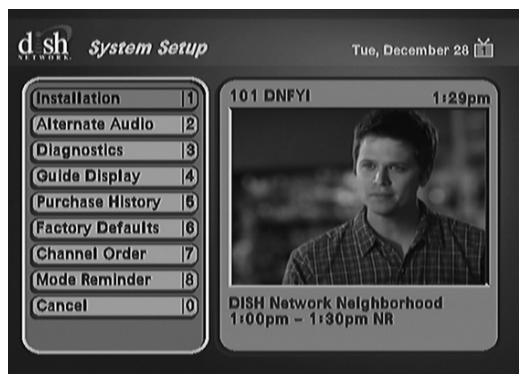 dish
NETWORK.
System Setup
Tue, December 28
1
Installation 1
Alternate Audio 2
Diagnostics 3
Guide Display 4
Purchase History 5
Factory Defaults 6
Channel Order 7
Mode Reminder 8
Cancel 0
101 DNFYI 1:29pm
DISH Network Neighborhood
1:00pm - 1:30pm NR